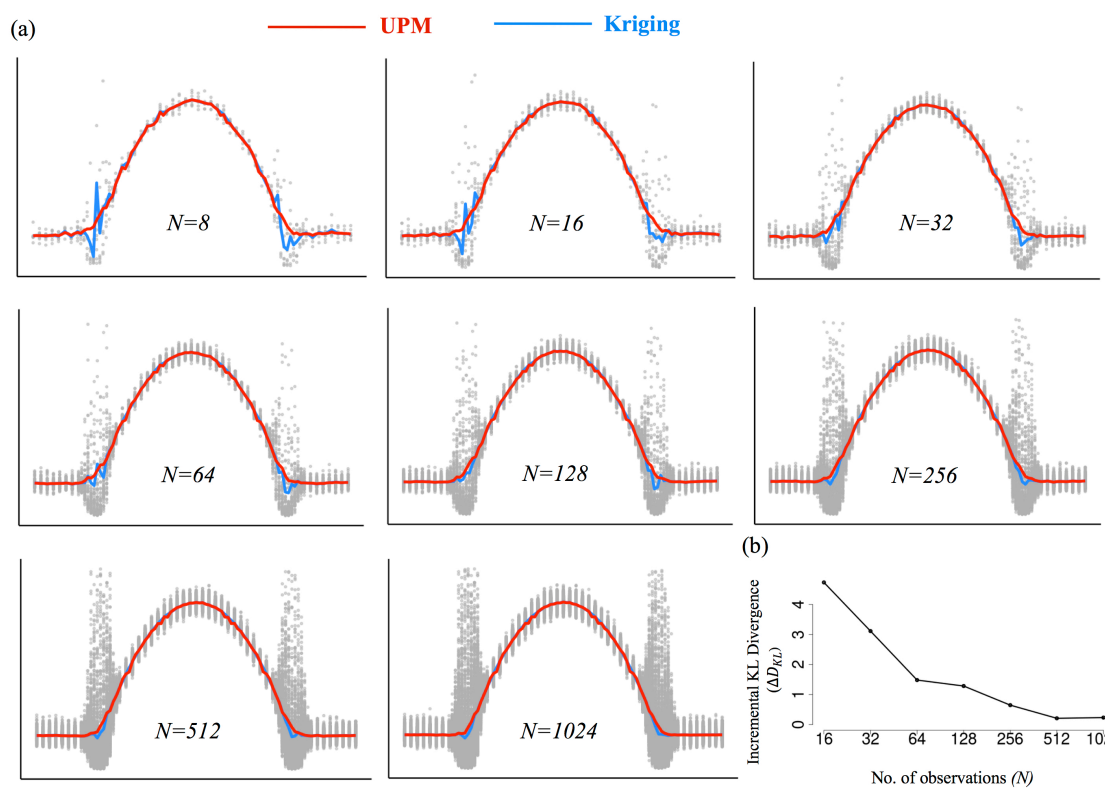 (a)
UPM
Kriging
N=8
N=16
N=32
N=64
N=128
N=256
N=512
N=1024
(b)
Incremental KL Divergence
(ΔD_KL)
4
3
2
1
0
16 32 64 128 256 512
No. of observations (N)